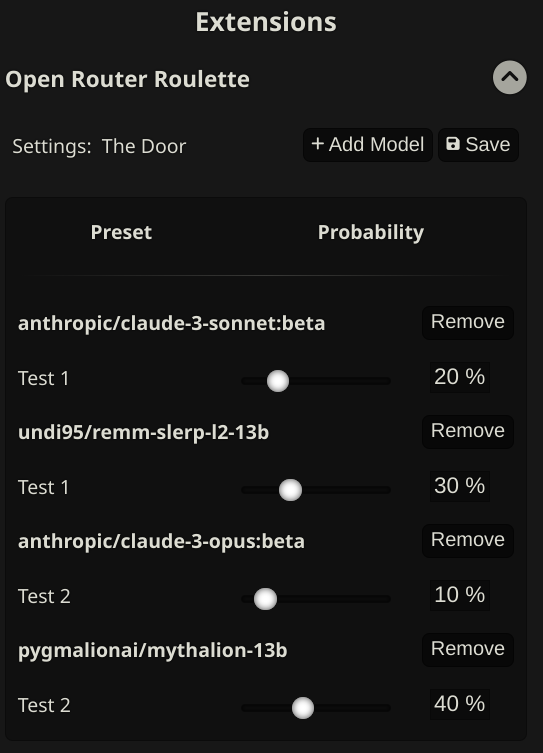 Extensions
Open Router Roulette
Settings: The Door + Add Model Save
Preset Probability
anthropic/claude-3-sonnet:beta Remove
Test 1 20 %
undi95/remm-slerp-l2-13b Remove
Test 1 30 %
anthropic/claude-3-opus:beta Remove
Test 2 10 %
pygmalionai/mythalion-13b Remove
Test 2 40 %